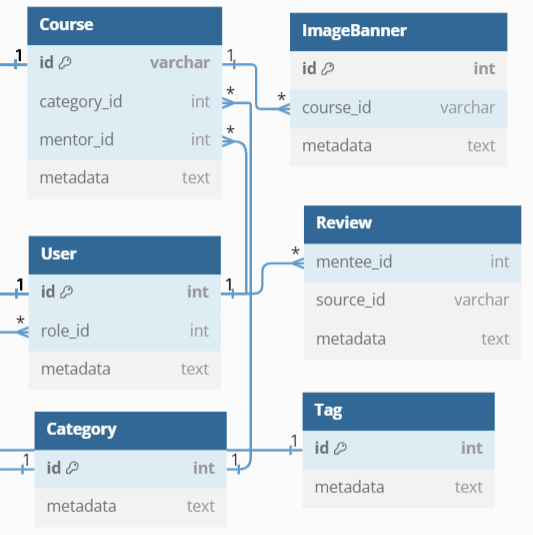 Course
1 id varchar 1
category_id int *
mentor_id int *
metadata text
ImageBanner
id int
* course_id varchar
metadata text
User
1 id int 1
* role_id int
metadata text
Review
* mentee_id int
source_id varchar
metadata text
Category
1 id int 1
metadata text
Tag
1 id int
metadata text